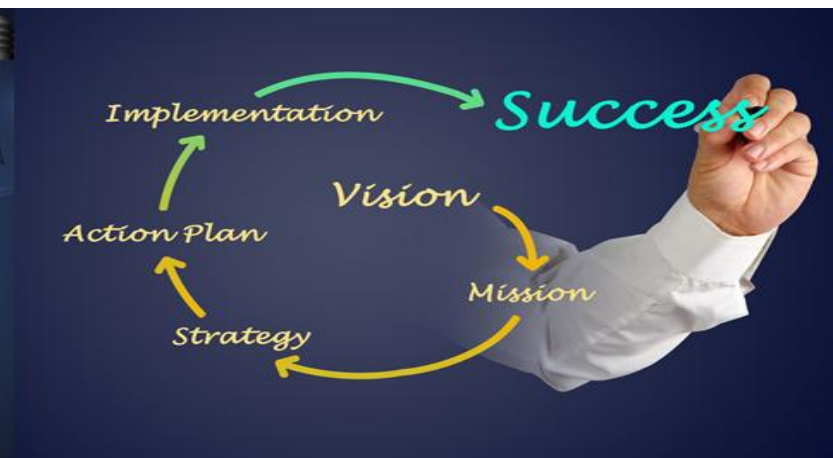 Vision
Mission
Strategy
Action Plan
Implementation
Success